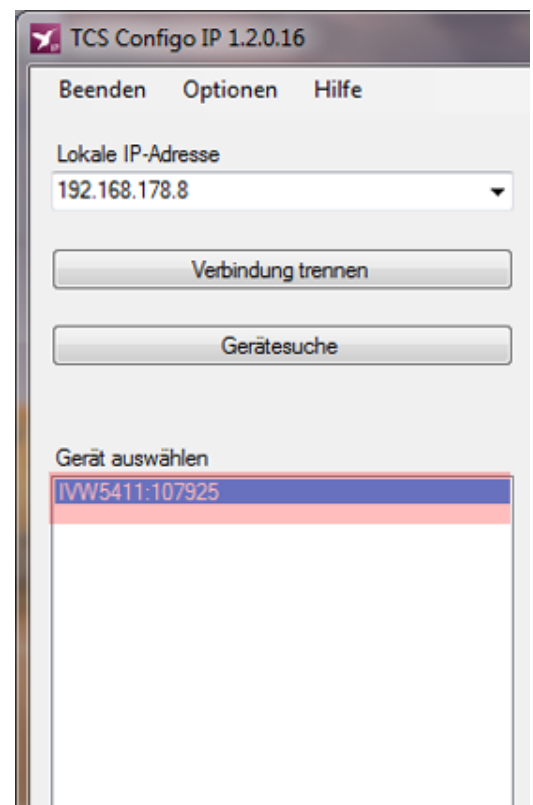 TCS Configo IP 1.2.0.16
Beenden Optionen Hilfe
Lokale IP-Adresse
192.168.178.8
Verbindung trennen
Gerätesuche
Gerät auswählen
IVW5411:107925